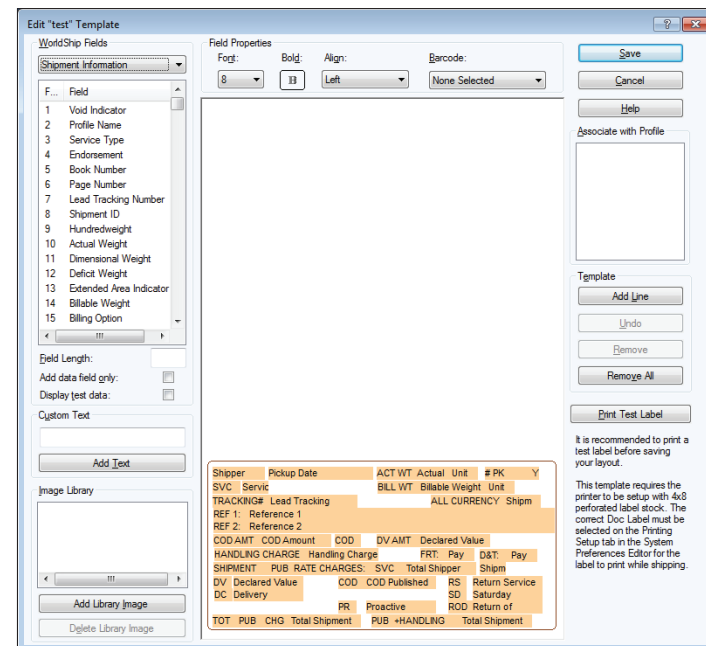 Edit "test" Template
WorldShip Fields
Shipment Information
F... Field
1 Void Indicator
2 Profile Name
3 Service Type
4 Endorsement
5 Book Number
6 Page Number
7 Lead Tracking Number
8 Shipment ID
9 Hundredweight
10 Actual Weight
11 Dimensional Weight
12 Deficit Weight
13 Extended Area Indicator
14 Billable Weight
15 Billing Option
Field Length:
Add data field only:
Display test data:
Custom Text
Add Text
Image Library
Add Library Image
Delete Library Image
Field Properties
Font: Bold: Align: Barcode:
8 B Left None Selected
Shipper Pickup Date ACT WT Actual Unit # PK Y
SVC Servic BILL WT Billable Weight Unit
TRACKING# Lead Tracking ALL CURRENCY Shipm
REF 1: Reference 1
REF 2: Reference 2
COD AMT COD Amount COD DV AMT Declared Value
HANDLING CHARGE Handling Charge FRT: Pay D&T: Pay
SHIPMENT PUB RATE CHARGES: SVC Total Shipper Shipm
DV Declared Value COD COD Published RS Return Service
DC Delivery SD Saturday
PR Proactive ROD Return of
TOT PUB CHG Total Shipment PUB +HANDLING Total Shipment
Save
Cancel
Help
Associate with Profile
Template
Add Line
Undo
Remove
Remove All
Print Test Label
It is recommended to print a
test label before saving
your layout.
This template requires the
printer to be setup with 4x8
perforated label stock. The
correct Doc Label must be
selected on the Printing
Setup tab in the System
Preferences Editor for the
label to print while shipping.